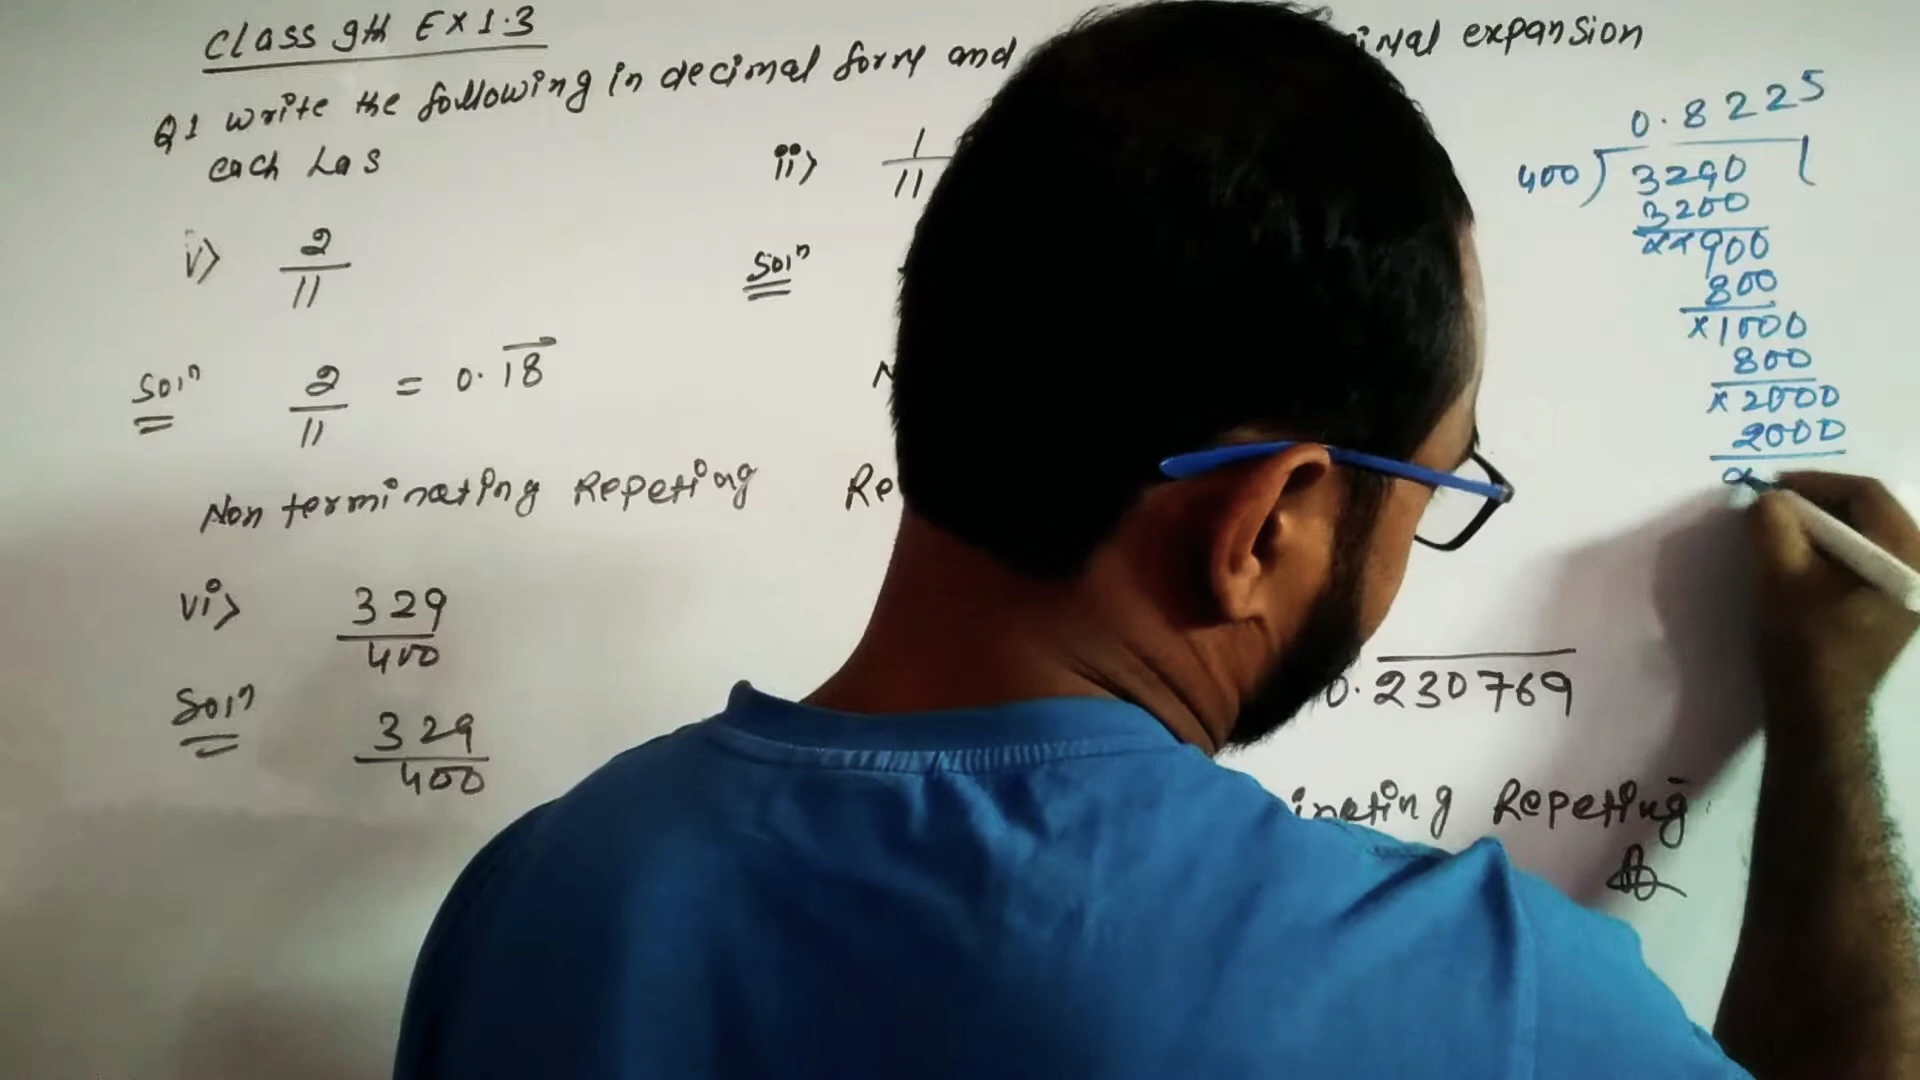 Class 9th EX 1.3
Q1 Write the following in decimal form and
expansion
each has
v) 2/11
ii) 1/11
Soln
Soln 2/11 = 0.18
Non terminating Repeting
Re
vi) 329/400
Soln 329/400
0.8225
400) 3290 (
3200
××900
800
×1000
800
×2000
2000
0.230769
inating Repeting